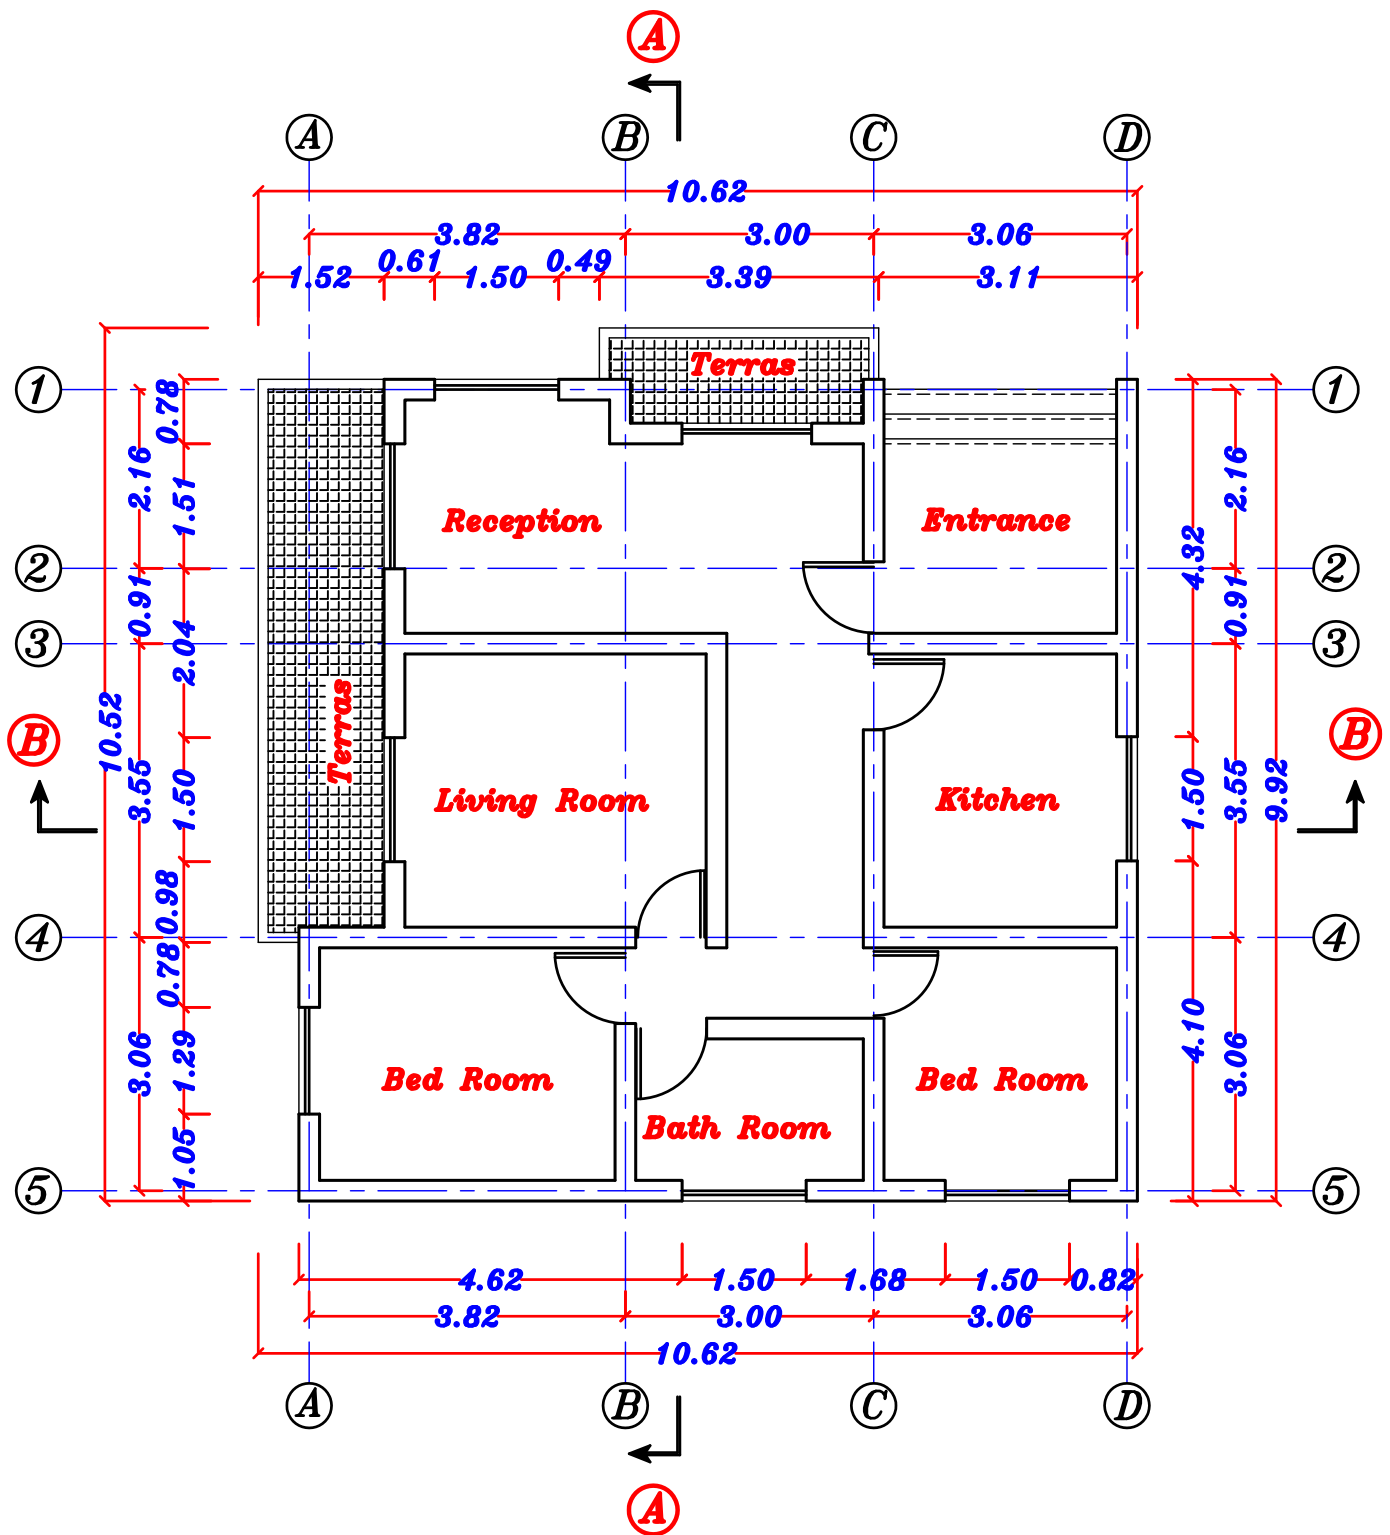 A
A B C D
10.62
3.82 3.00 3.06
0.61 0.49
1.52 1.50 3.39 3.11
Terras
1 1
0.78
2.16 1.51 2.16
Reception Entrance
4.32
2 2
0.91 0.91
3 3
2.04
Terras
10.52
B B
3.55 1.50 1.50 3.55 9.92
Living Room Kitchen
0.98
4 4
0.78
3.06 1.29 4.10 3.06
Bed Room Bed Room
Bath Room
1.05
5 5
4.62 1.50 1.68 1.50 0.82
3.82 3.00 3.06
10.62
A B C D
A